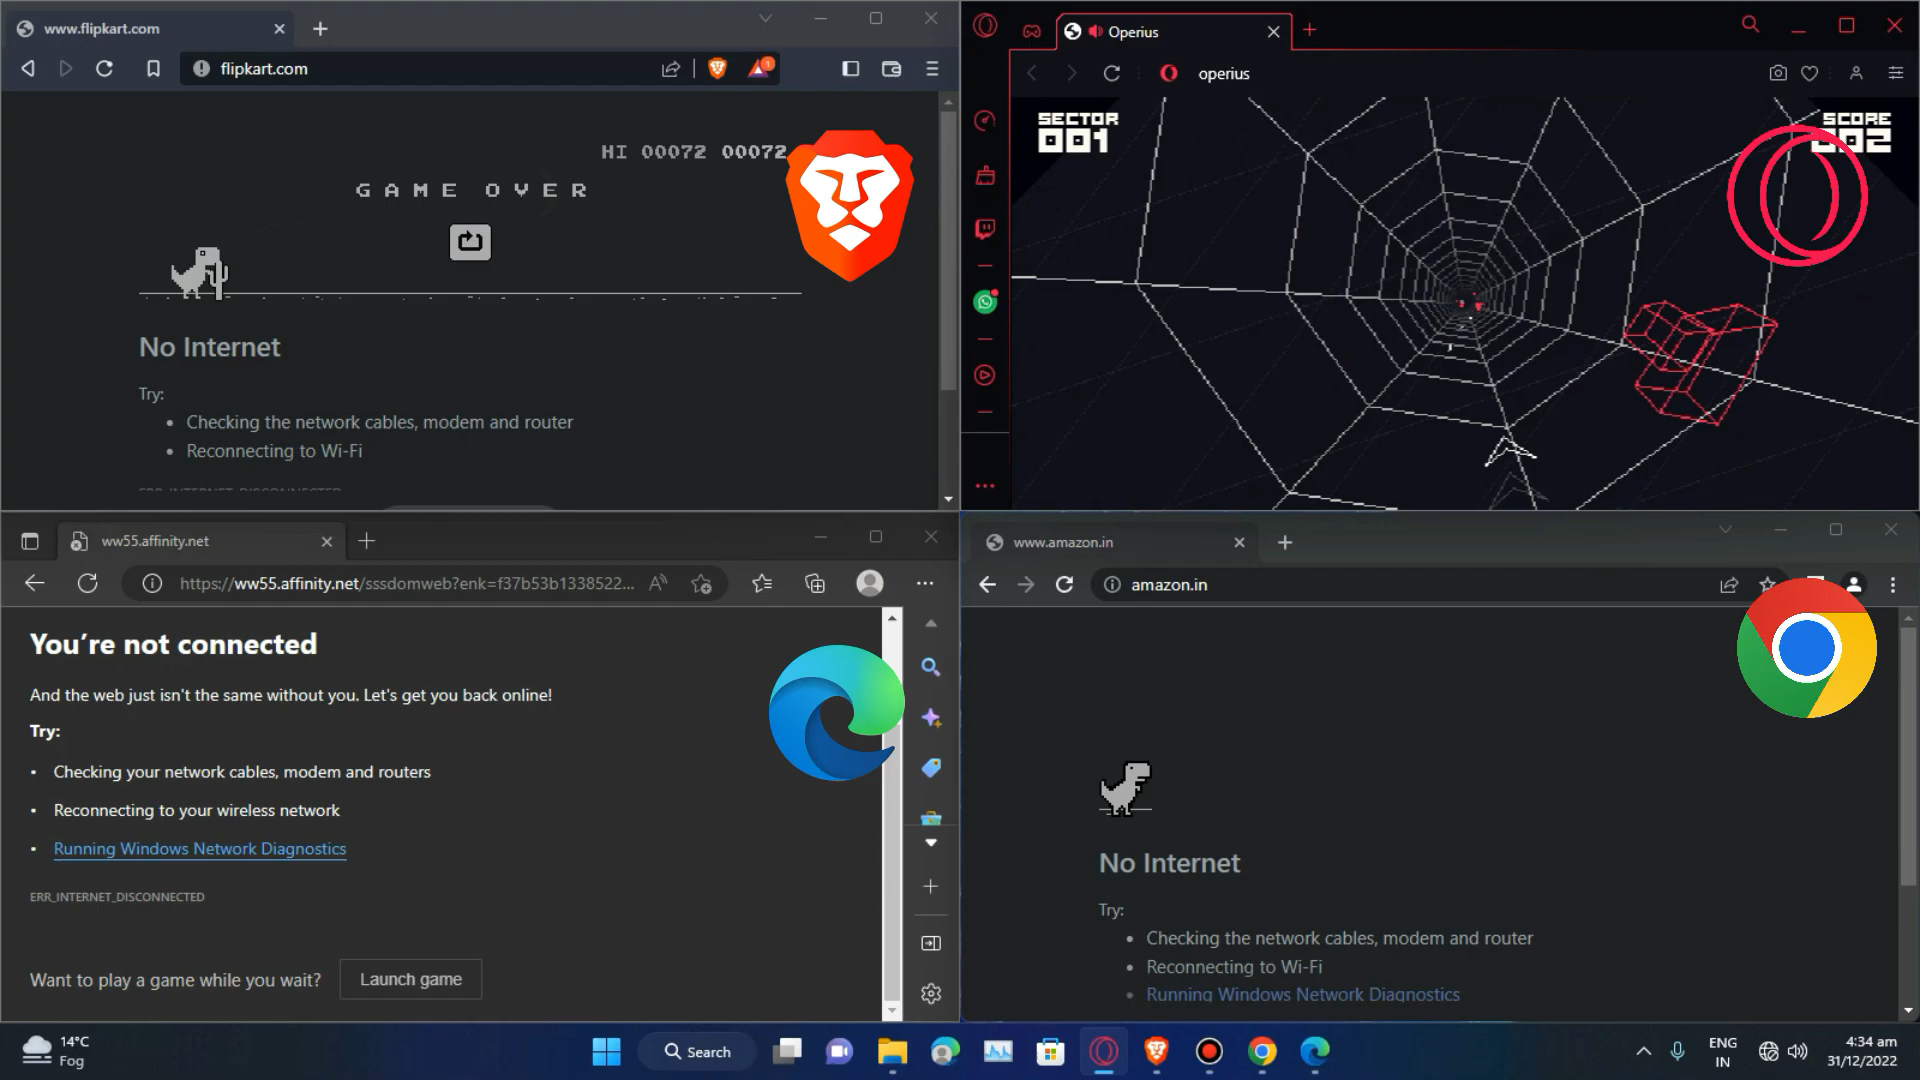 www.flipkart.com
flipkart.com
1
HI 00072 00072
GAME OVER
No Internet
Try:
• Checking the network cables, modem and router
• Reconnecting to Wi-Fi
ERR_INTERNET_DISCONNECTED
Operius
operius
SECTOR
001
SCORE
002
ww55.affinity.net
https://ww55.affinity.net/sssdomweb?enk=f37b53b1338522...
You're not connected
And the web just isn't the same without you. Let's get you back online!
Try:
• Checking your network cables, modem and routers
• Reconnecting to your wireless network
• Running Windows Network Diagnostics
ERR_INTERNET_DISCONNECTED
Want to play a game while you wait?
Launch game
www.amazon.in
amazon.in
No Internet
Try:
• Checking the network cables, modem and router
• Reconnecting to Wi-Fi
• Running Windows Network Diagnostics
14°C
Fog
Search
ENG
IN
4:34 am
31/12/2022